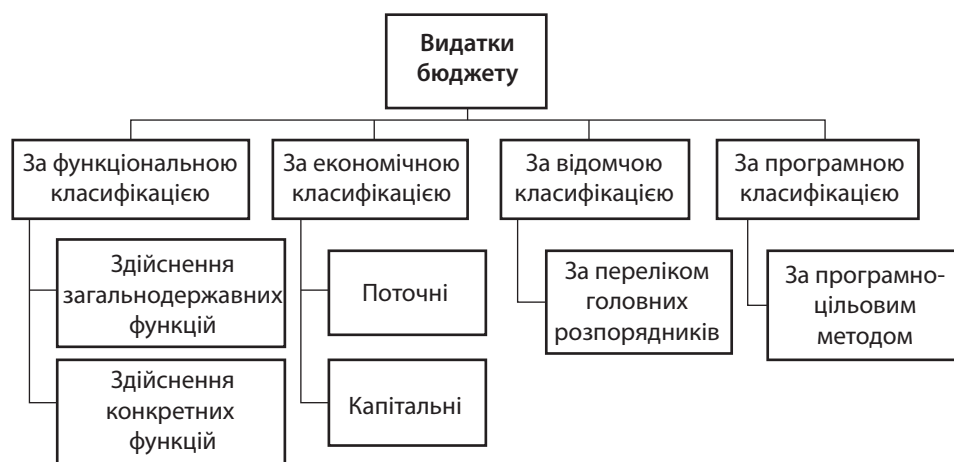 Видатки
бюджету
За функціональною
класифікацією
За економічною
класифікацією
За відомчою
класифікацією
За програмною
класифікацією
Здійснення
загальнодержавних
функцій
Поточні
За переліком
головних
розпорядників
За програмно-
цільовим
методом
Здійснення
конкретних
функцій
Капітальні